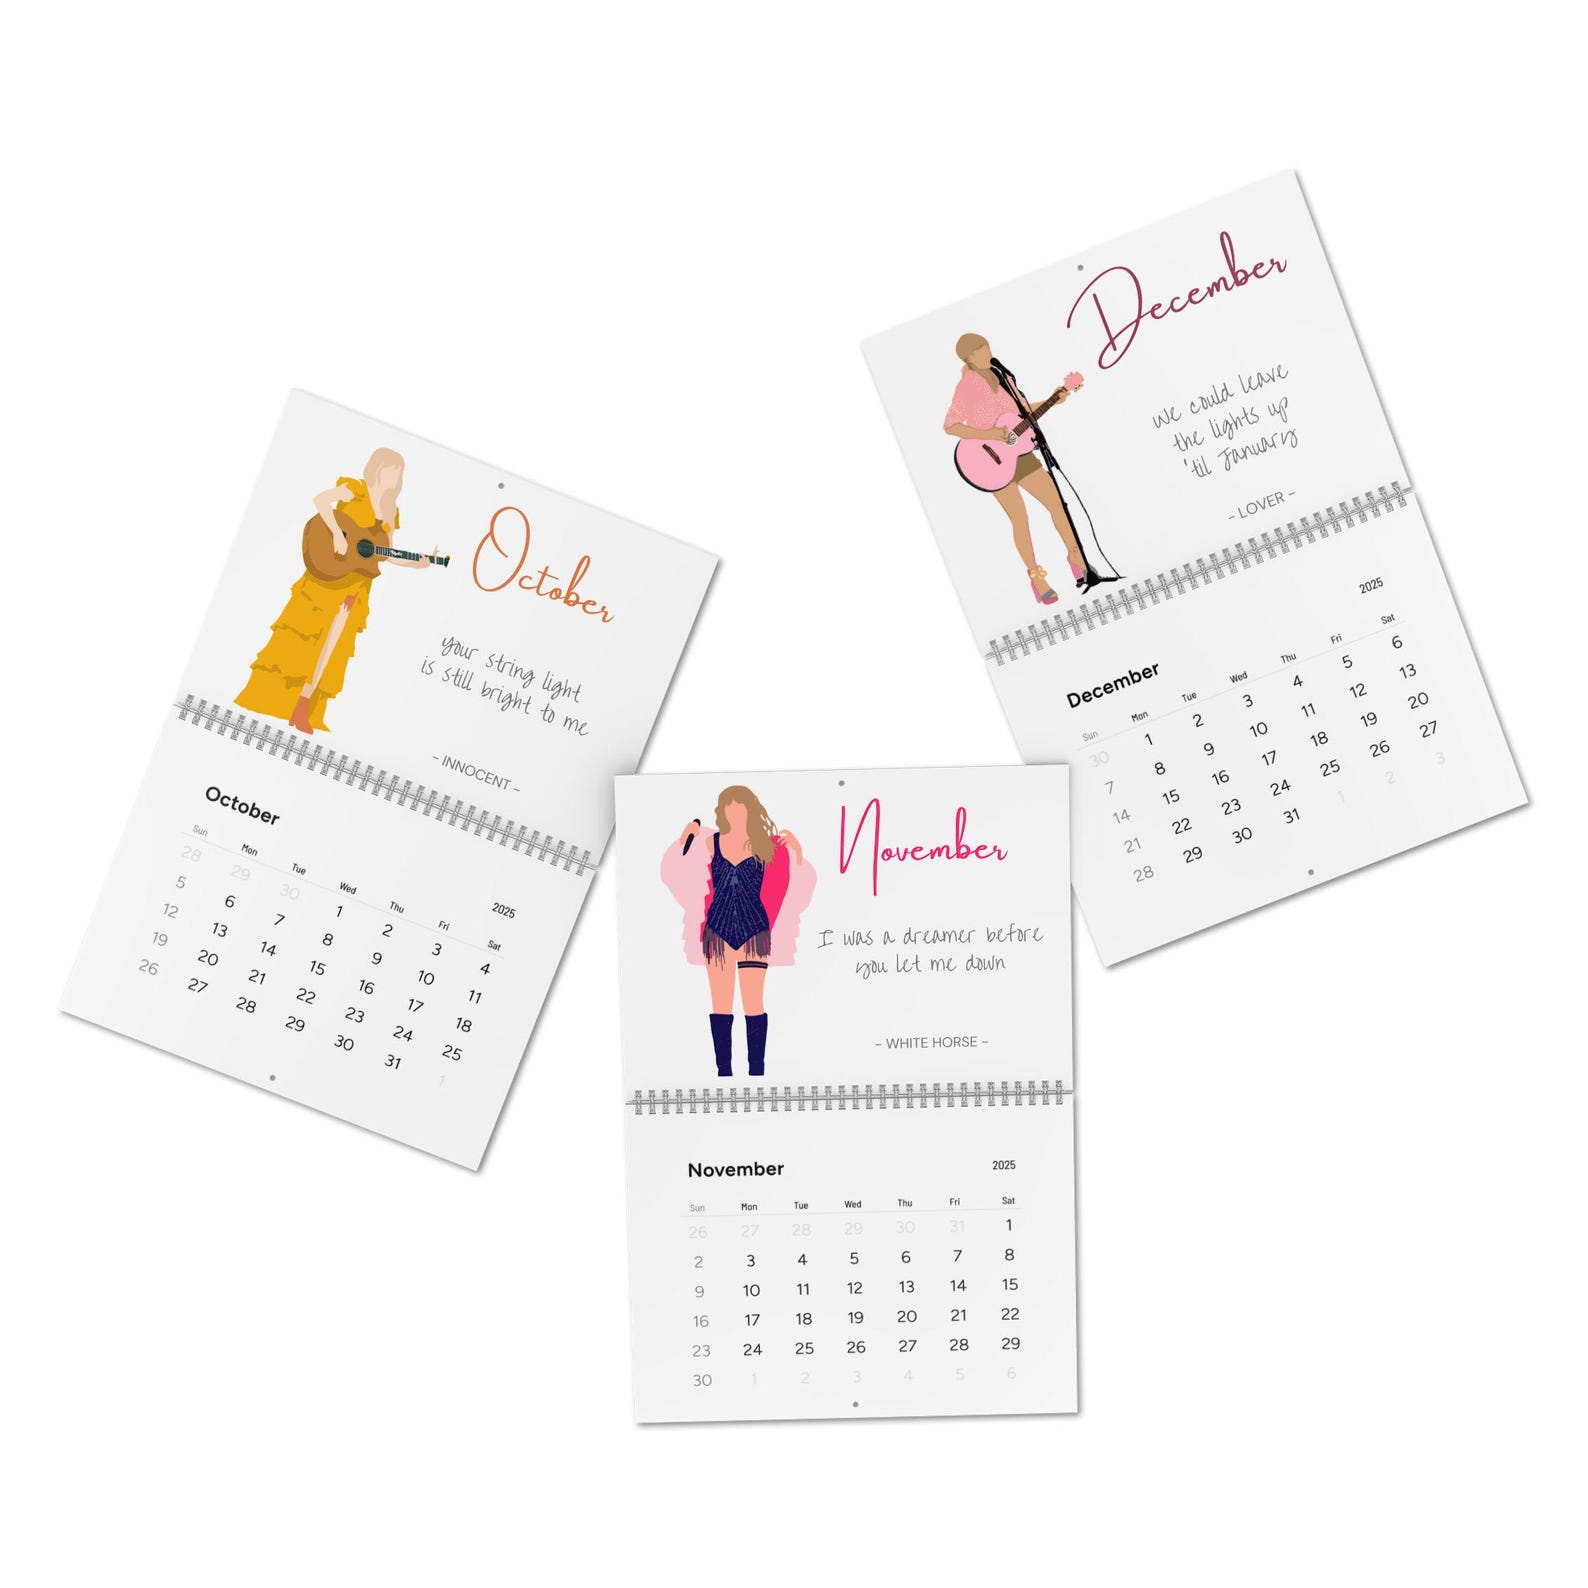 October
your string light
is still bright to me
- INNOCENT -
October
2025
Sun Mon Tue Wed Thu Fri Sat
28 29 30 1 2 3 4
5 6 7 8 9 10 11
12 13 14 15 16 17 18
19 20 21 22 23 24 25
26 27 28 29 30 31 1
November
I was a dreamer before
you let me down
- WHITE HORSE -
November
2025
Sun Mon Tue Wed Thu Fri Sat
26 27 28 29 30 31 1
2 3 4 5 6 7 8
9 10 11 12 13 14 15
16 17 18 19 20 21 22
23 24 25 26 27 28 29
30 1 2 3 4 5 6
December
we could leave
the lights up
'til January
- LOVER -
December
2025
Sun Mon Tue Wed Thu Fri Sat
30 1 2 3 4 5 6
7 8 9 10 11 12 13
14 15 16 17 18 19 20
21 22 23 24 25 26 27
28 29 30 31 1 2 3